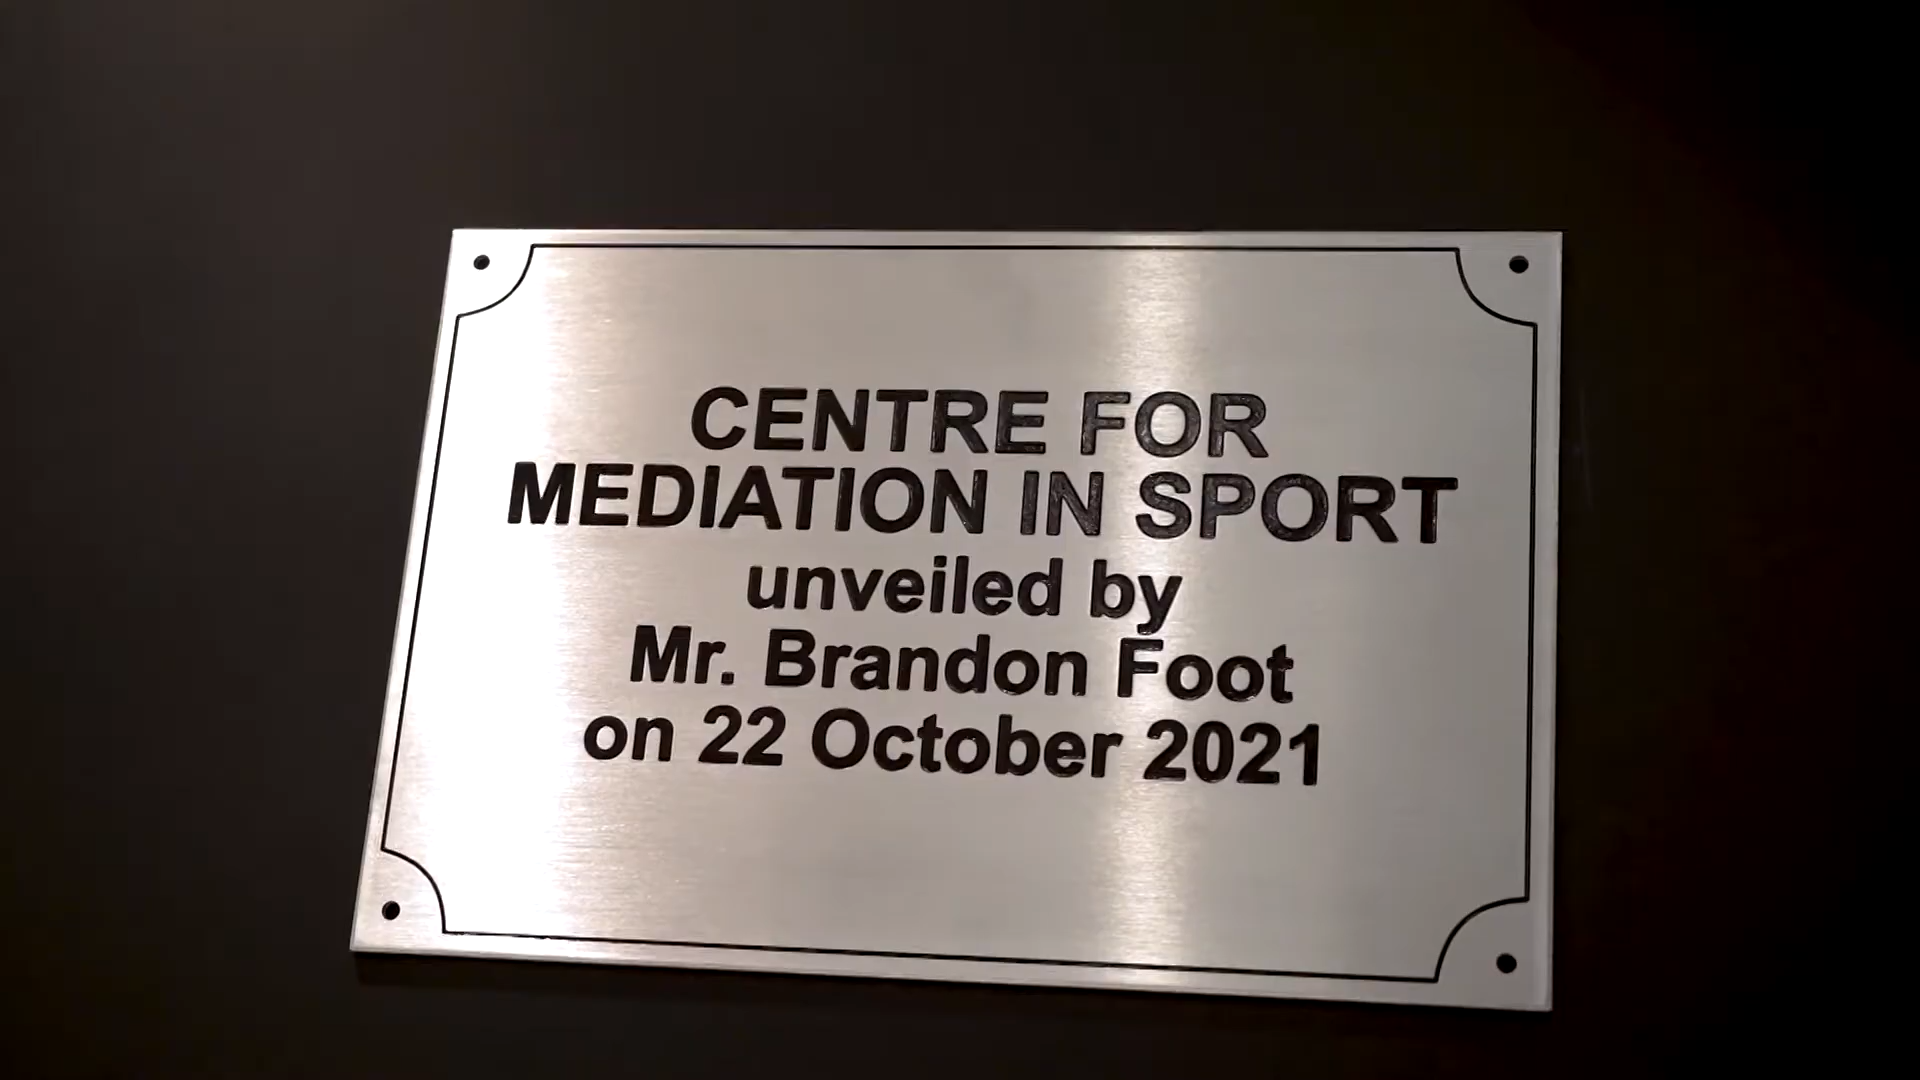 CENTRE FOR
MEDIATION IN SPORT
unveiled by
Mr. Brandon Foot
on 22 October 2021